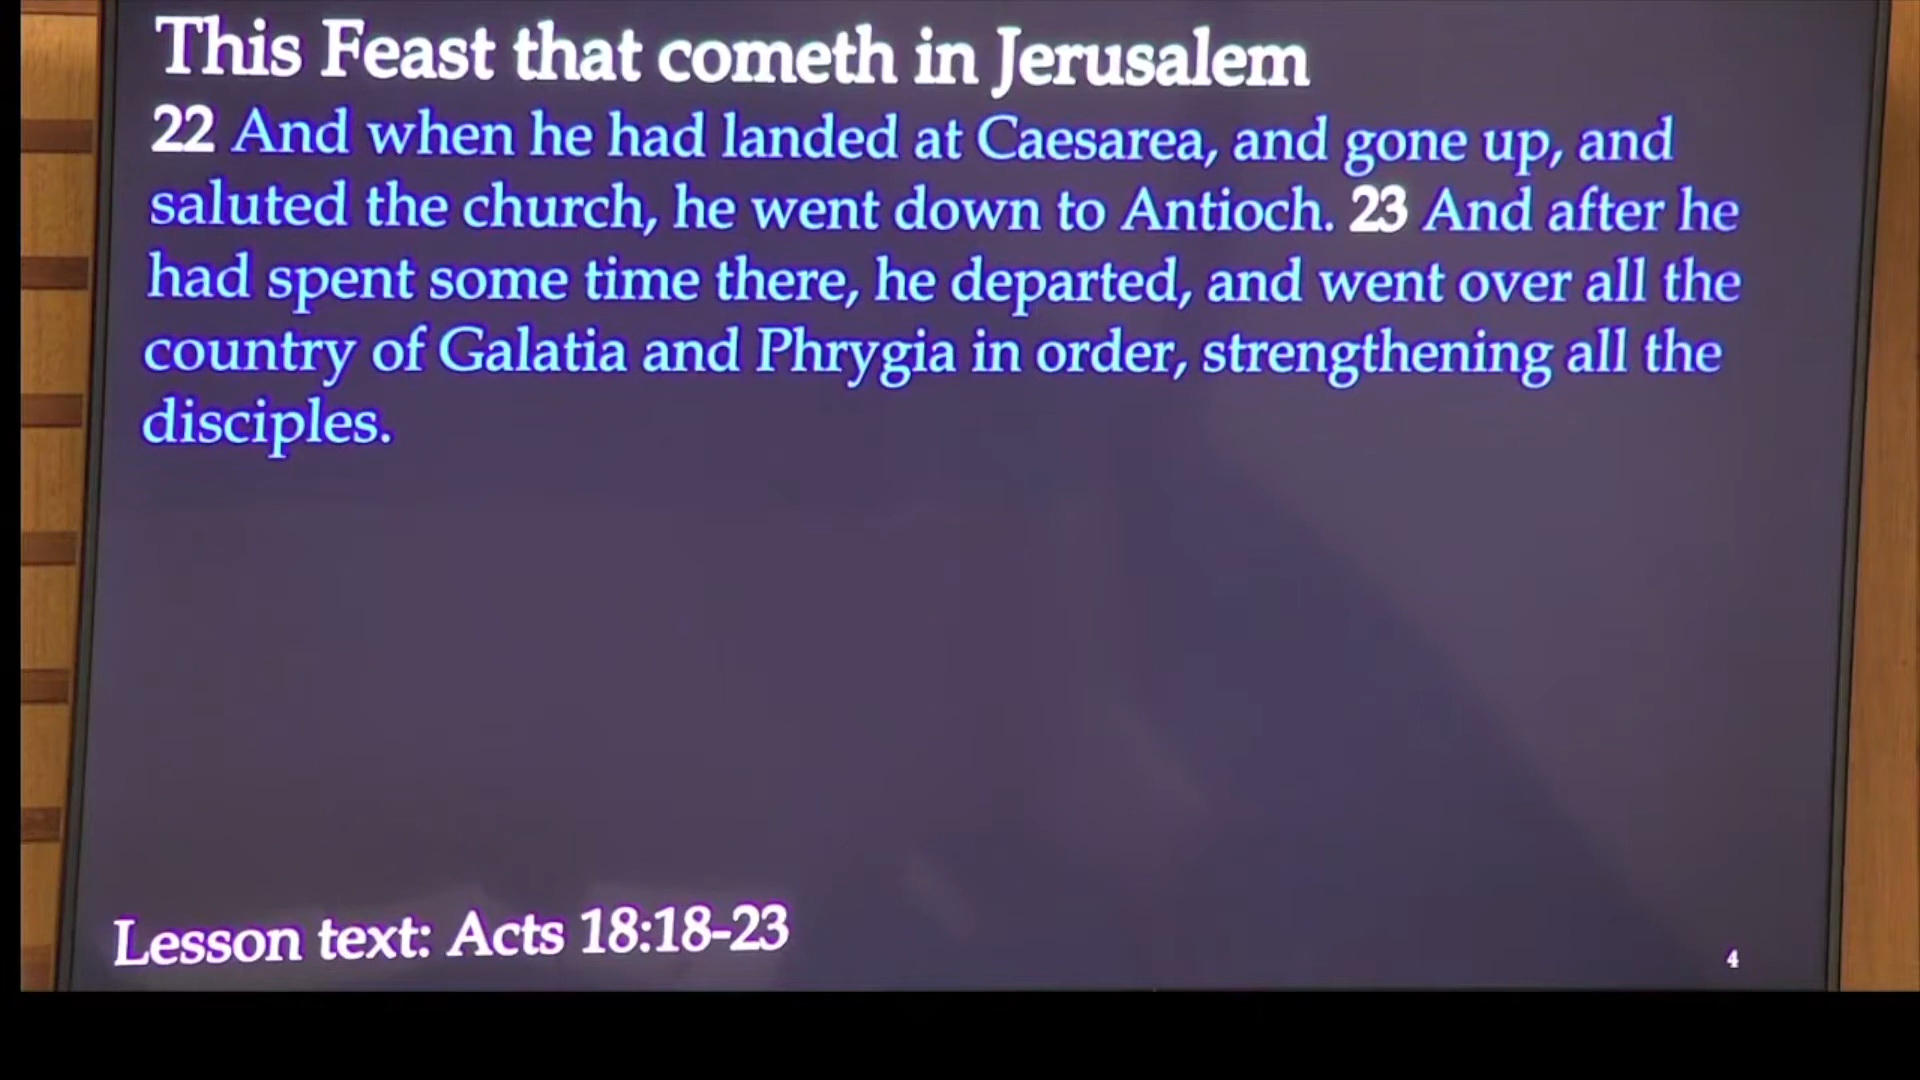 This Feast that cometh in Jerusalem
22 And when he had landed at Caesarea, and gone up, and
saluted the church, he went down to Antioch. 23 And after he
had spent some time there, he departed, and went over all the
country of Galatia and Phrygia in order, strengthening all the
disciples.
Lesson text: Acts 18:18-23
4